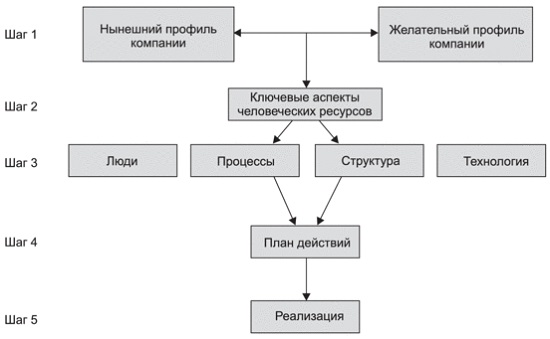 Шаг 1
Нынешний профиль
компании
Желательный профиль
компании
Шаг 2
Ключевые аспекты
человеческих ресурсов
Шаг 3
Люди
Процессы
Структура
Технология
Шаг 4
План действий
Шаг 5
Реализация